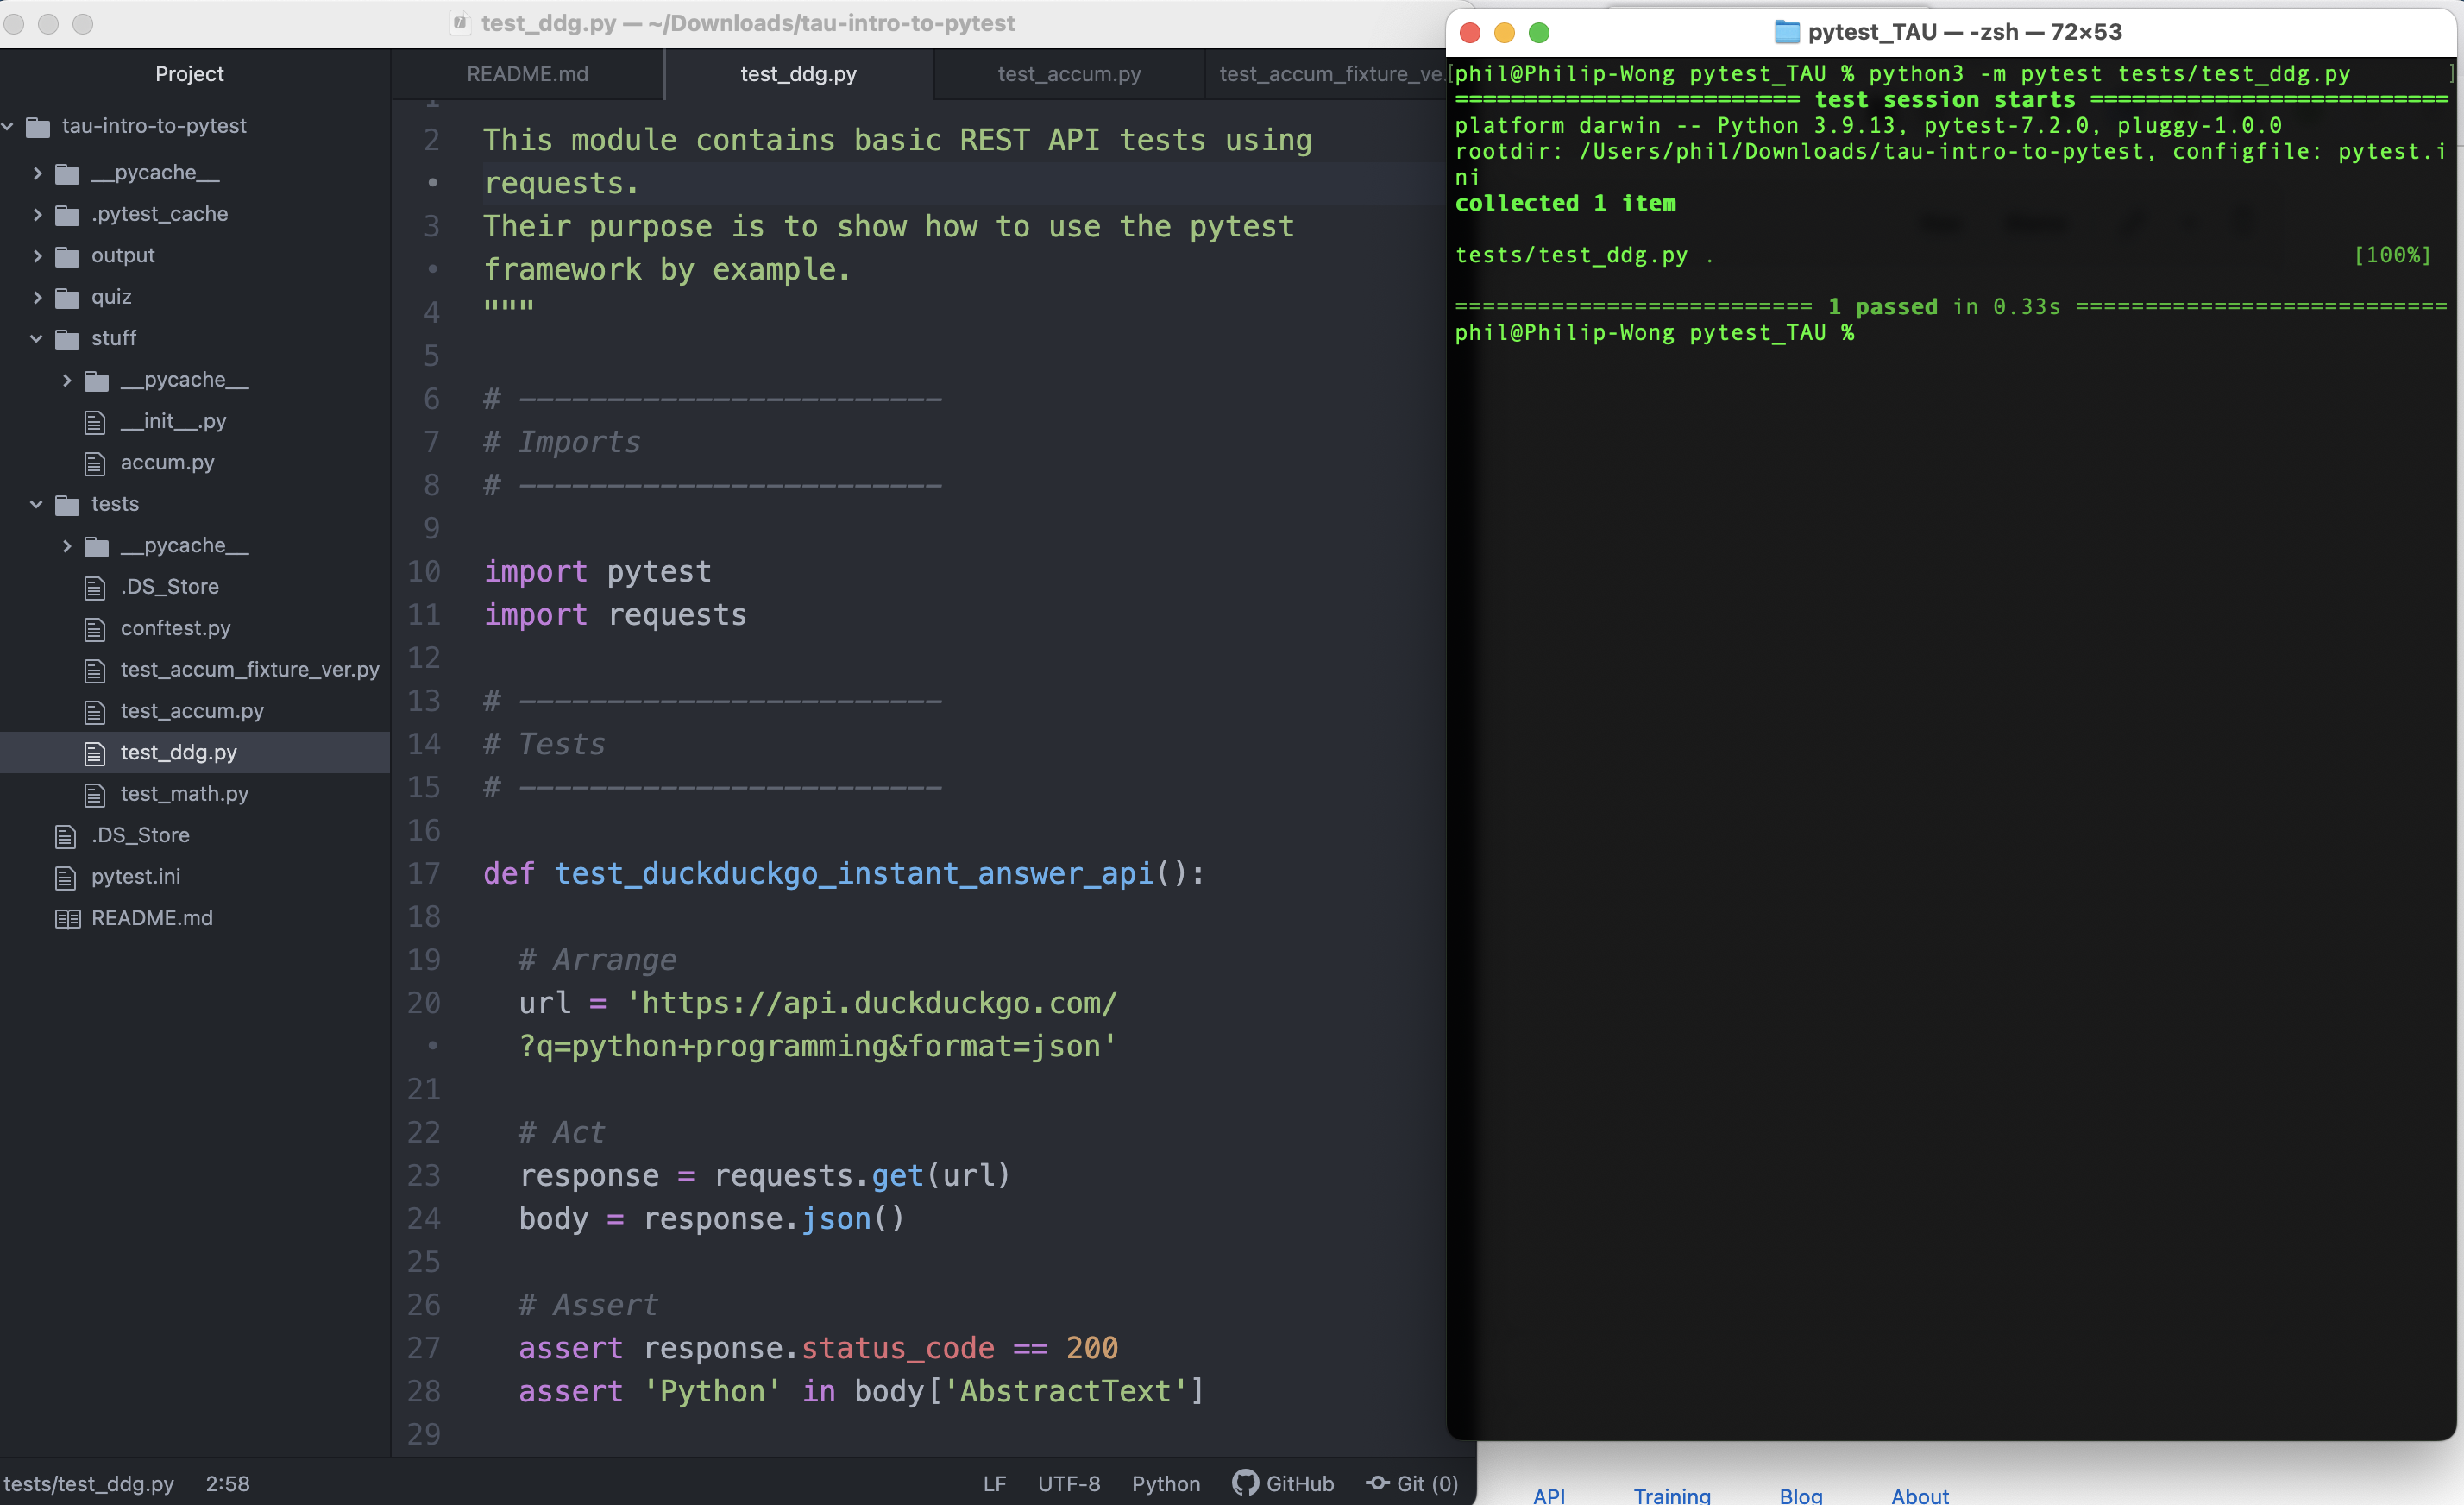 test_ddg.py — ~/Downloads/tau-intro-to-pytest
Project
tau-intro-to-pytest
__pycache__
.pytest_cache
output
quiz
stuff
__pycache__
__init__.py
accum.py
tests
__pycache__
.DS_Store
conftest.py
test_accum_fixture_ver.py
test_accum.py
test_ddg.py
test_math.py
.DS_Store
pytest.ini
README.md
README.md
test_ddg.py
test_accum.py
test_accum_fixture_ve
1
2 This module contains basic REST API tests using
• requests.
3 Their purpose is to show how to use the pytest
• framework by example.
4 """
5
6 # ------------------------
7 # Imports
8 # ------------------------
9
10 import pytest
11 import requests
12
13 # ------------------------
14 # Tests
15 # ------------------------
16
17 def test_duckduckgo_instant_answer_api():
18
19 # Arrange
20 url = 'https://api.duckduckgo.com/
• ?q=python+programming&format=json'
21
22 # Act
23 response = requests.get(url)
24 body = response.json()
25
26 # Assert
27 assert response.status_code == 200
28 assert 'Python' in body['AbstractText']
29
tests/test_ddg.py 2:58
LF UTF-8 Python GitHub Git (0)
pytest_TAU — -zsh — 72×53
[phil@Philip-Wong pytest_TAU % python3 -m pytest tests/test_ddg.py ]
========================= test session starts ==========================
platform darwin -- Python 3.9.13, pytest-7.2.0, pluggy-1.0.0
rootdir: /Users/phil/Downloads/tau-intro-to-pytest, configfile: pytest.i
ni
collected 1 item
tests/test_ddg.py . [100%]
========================== 1 passed in 0.33s ===========================
phil@Philip-Wong pytest_TAU %
API Training Blog About